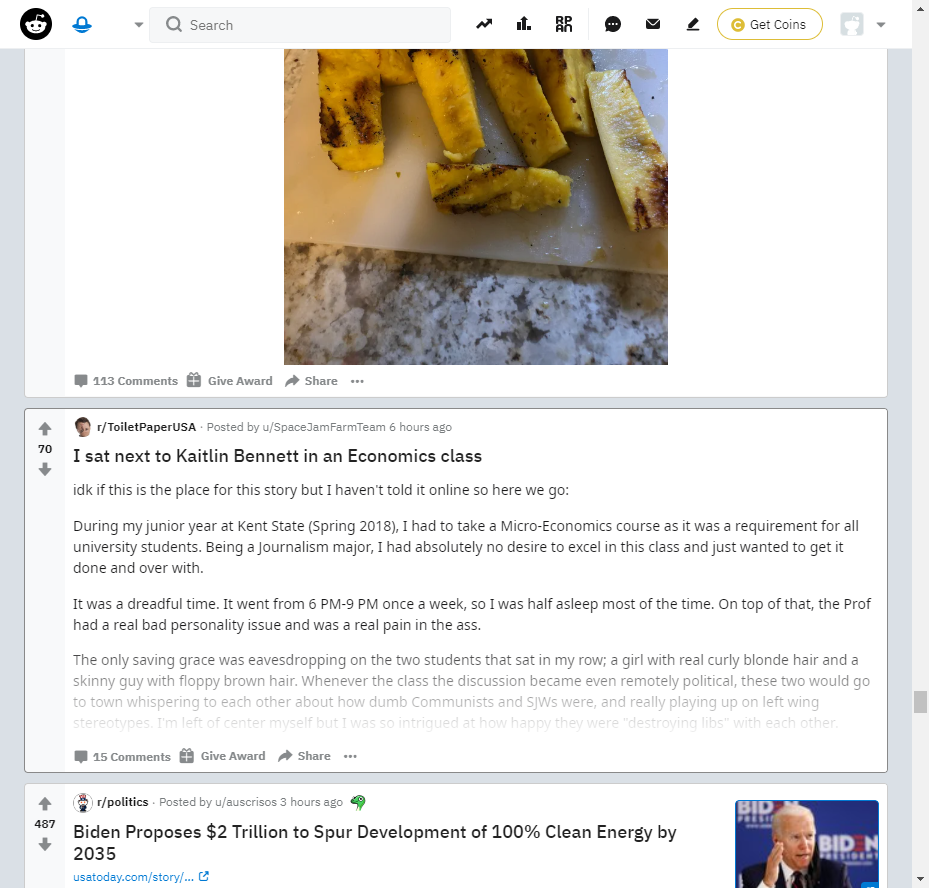 Search
Get Coins
113 Comments Give Award Share
r/ToiletPaperUSA · Posted by u/SpaceJamFarmTeam 6 hours ago
70
I sat next to Kaitlin Bennett in an Economics class
idk if this is the place for this story but I haven't told it online so here we go:
During my junior year at Kent State (Spring 2018), I had to take a Micro-Economics course as it was a requirement for all
university students. Being a Journalism major, I had absolutely no desire to excel in this class and just wanted to get it
done and over with.
It was a dreadful time. It went from 6 PM-9 PM once a week, so I was half asleep most of the time. On top of that, the Prof
had a real bad personality issue and was a real pain in the ass.
The only saving grace was eavesdropping on the two students that sat in my row; a girl with real curly blonde hair and a
skinny guy with floppy brown hair. Whenever the class the discussion became even remotely political, these two would go
to town whispering to each other about how dumb Communists and SJWs were, and really playing up on left wing
stereotypes. I'm left of center myself but I was so intrigued at how happy they were "destroying libs" with each other.
15 Comments Give Award Share
r/politics · Posted by u/auscrisos 3 hours ago
487
Biden Proposes $2 Trillion to Spur Development of 100% Clean Energy by
2035
usatoday.com/story/...
BIDEN
PRESIDENT